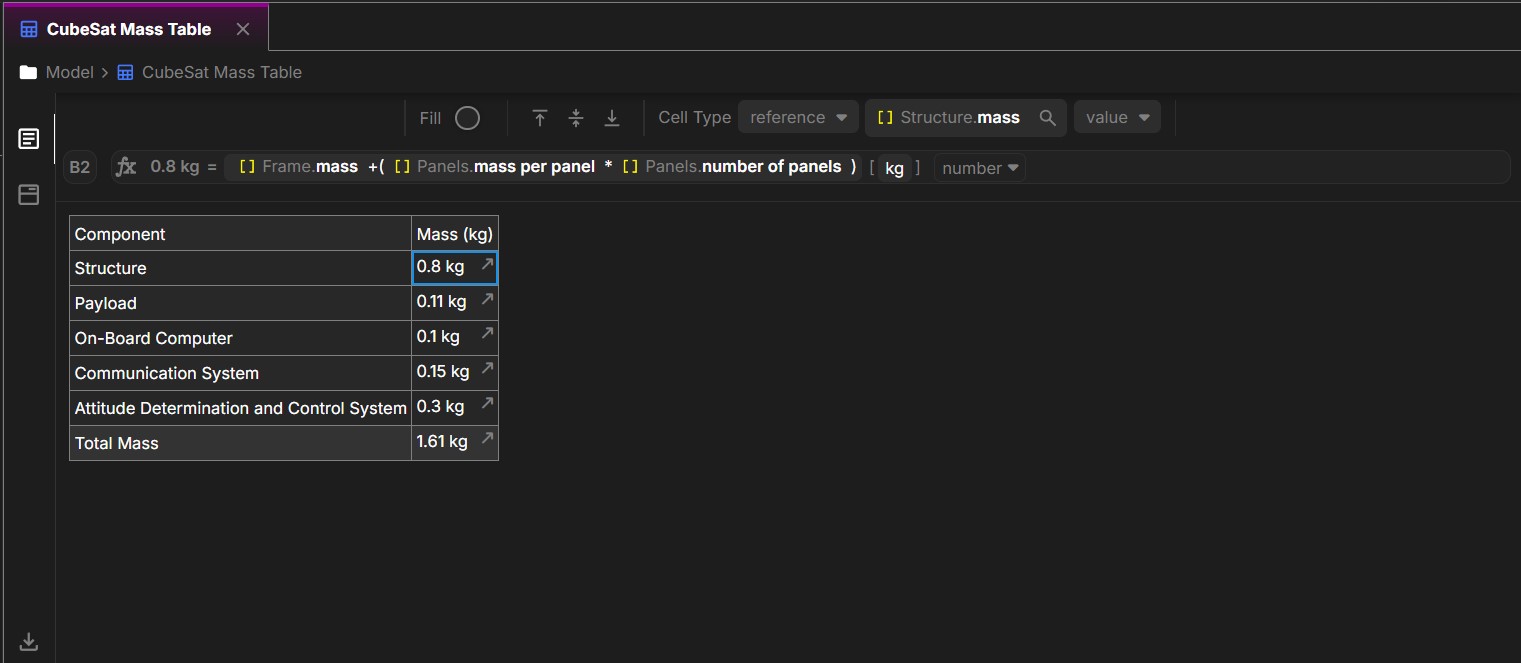 CubeSat Mass Table
Model > CubeSat Mass Table
Fill Cell Type reference [] Structure.mass value
B2 fx 0.8 kg = [] Frame.mass +( [] Panels.mass per panel * [] Panels.number of panels ) [ kg ] number
Component Mass (kg)
Structure 0.8 kg
Payload 0.11 kg
On-Board Computer 0.1 kg
Communication System 0.15 kg
Attitude Determination and Control System 0.3 kg
Total Mass 1.61 kg